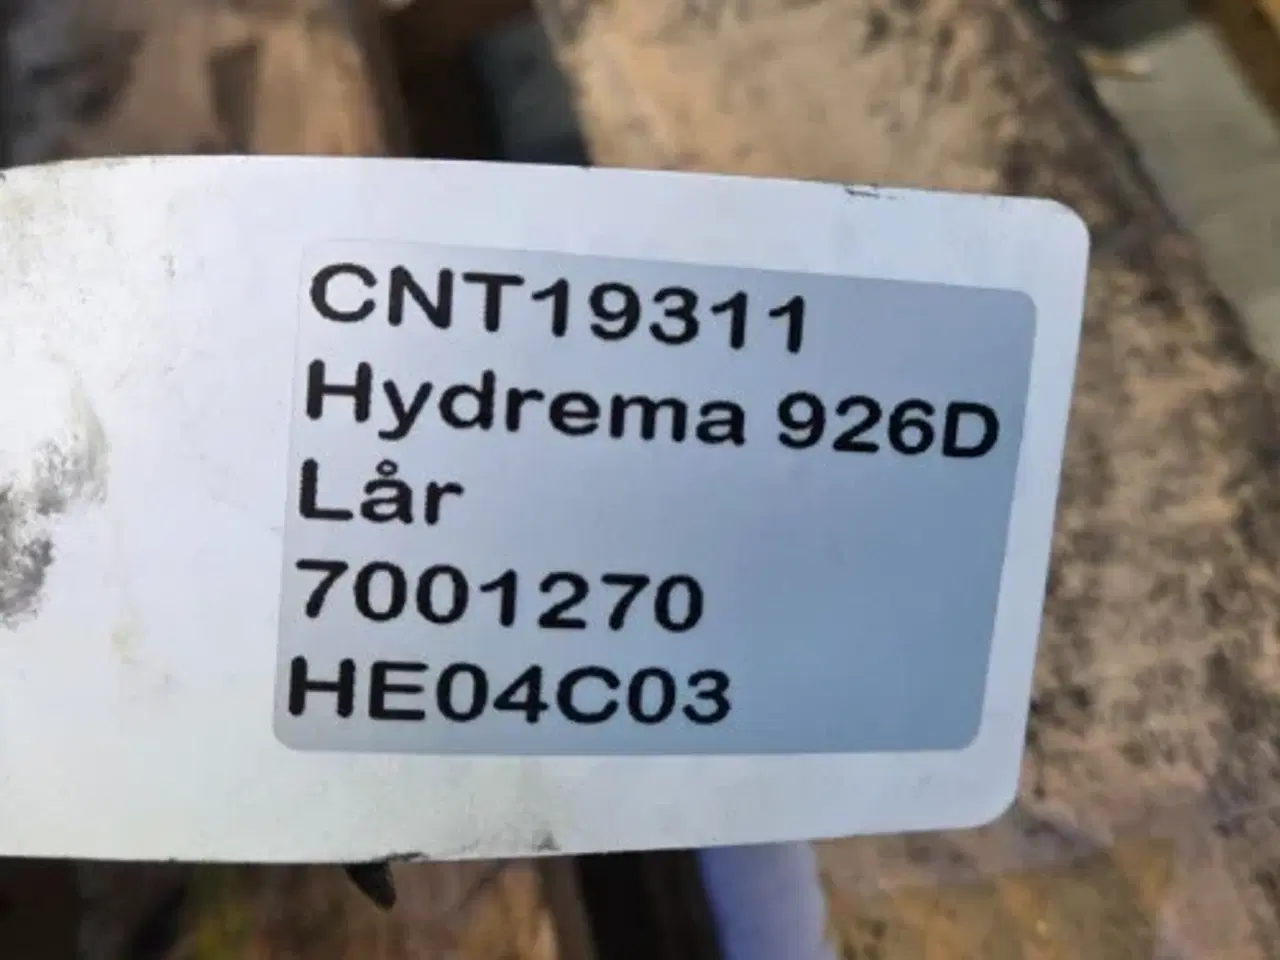 CNT19311
Hydrema 926D
Lår
7001270
HE04C03